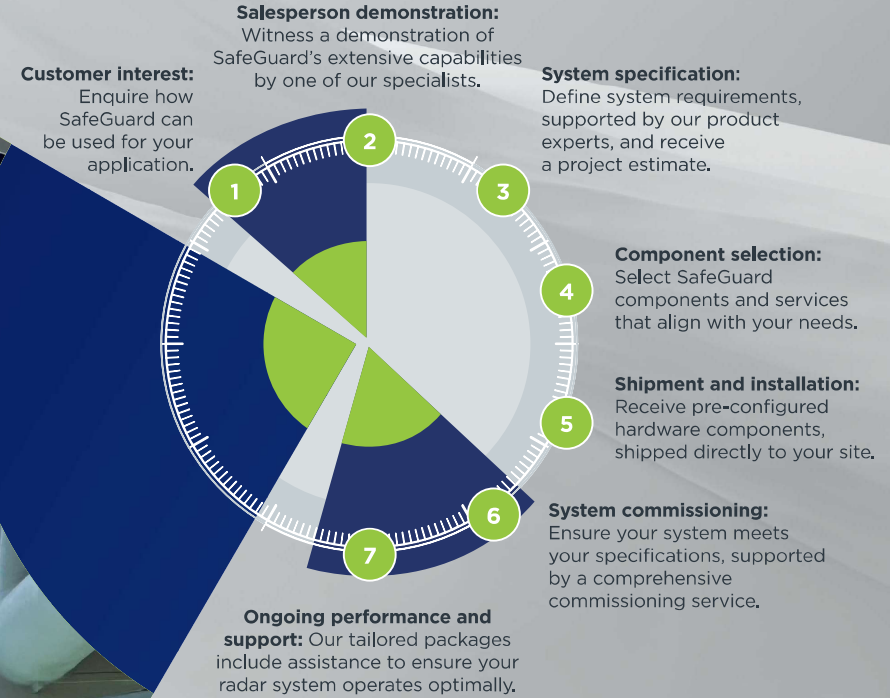 Customer interest:
Enquire how
SafeGuard can
be used for your
application.
1
Salesperson demonstration:
Witness a demonstration of
SafeGuard's extensive capabilities
by one of our specialists.
2
System specification:
Define system requirements,
supported by our product
experts, and receive
a project estimate.
3
Component selection:
Select SafeGuard
components and services
that align with your needs.
4
Shipment and installation:
Receive pre-configured
hardware components,
shipped directly to your site.
5
System commissioning:
Ensure your system meets
your specifications, supported
by a comprehensive
commissioning service.
6
Ongoing performance and
support: Our tailored packages
include assistance to ensure your
radar system operates optimally.
7